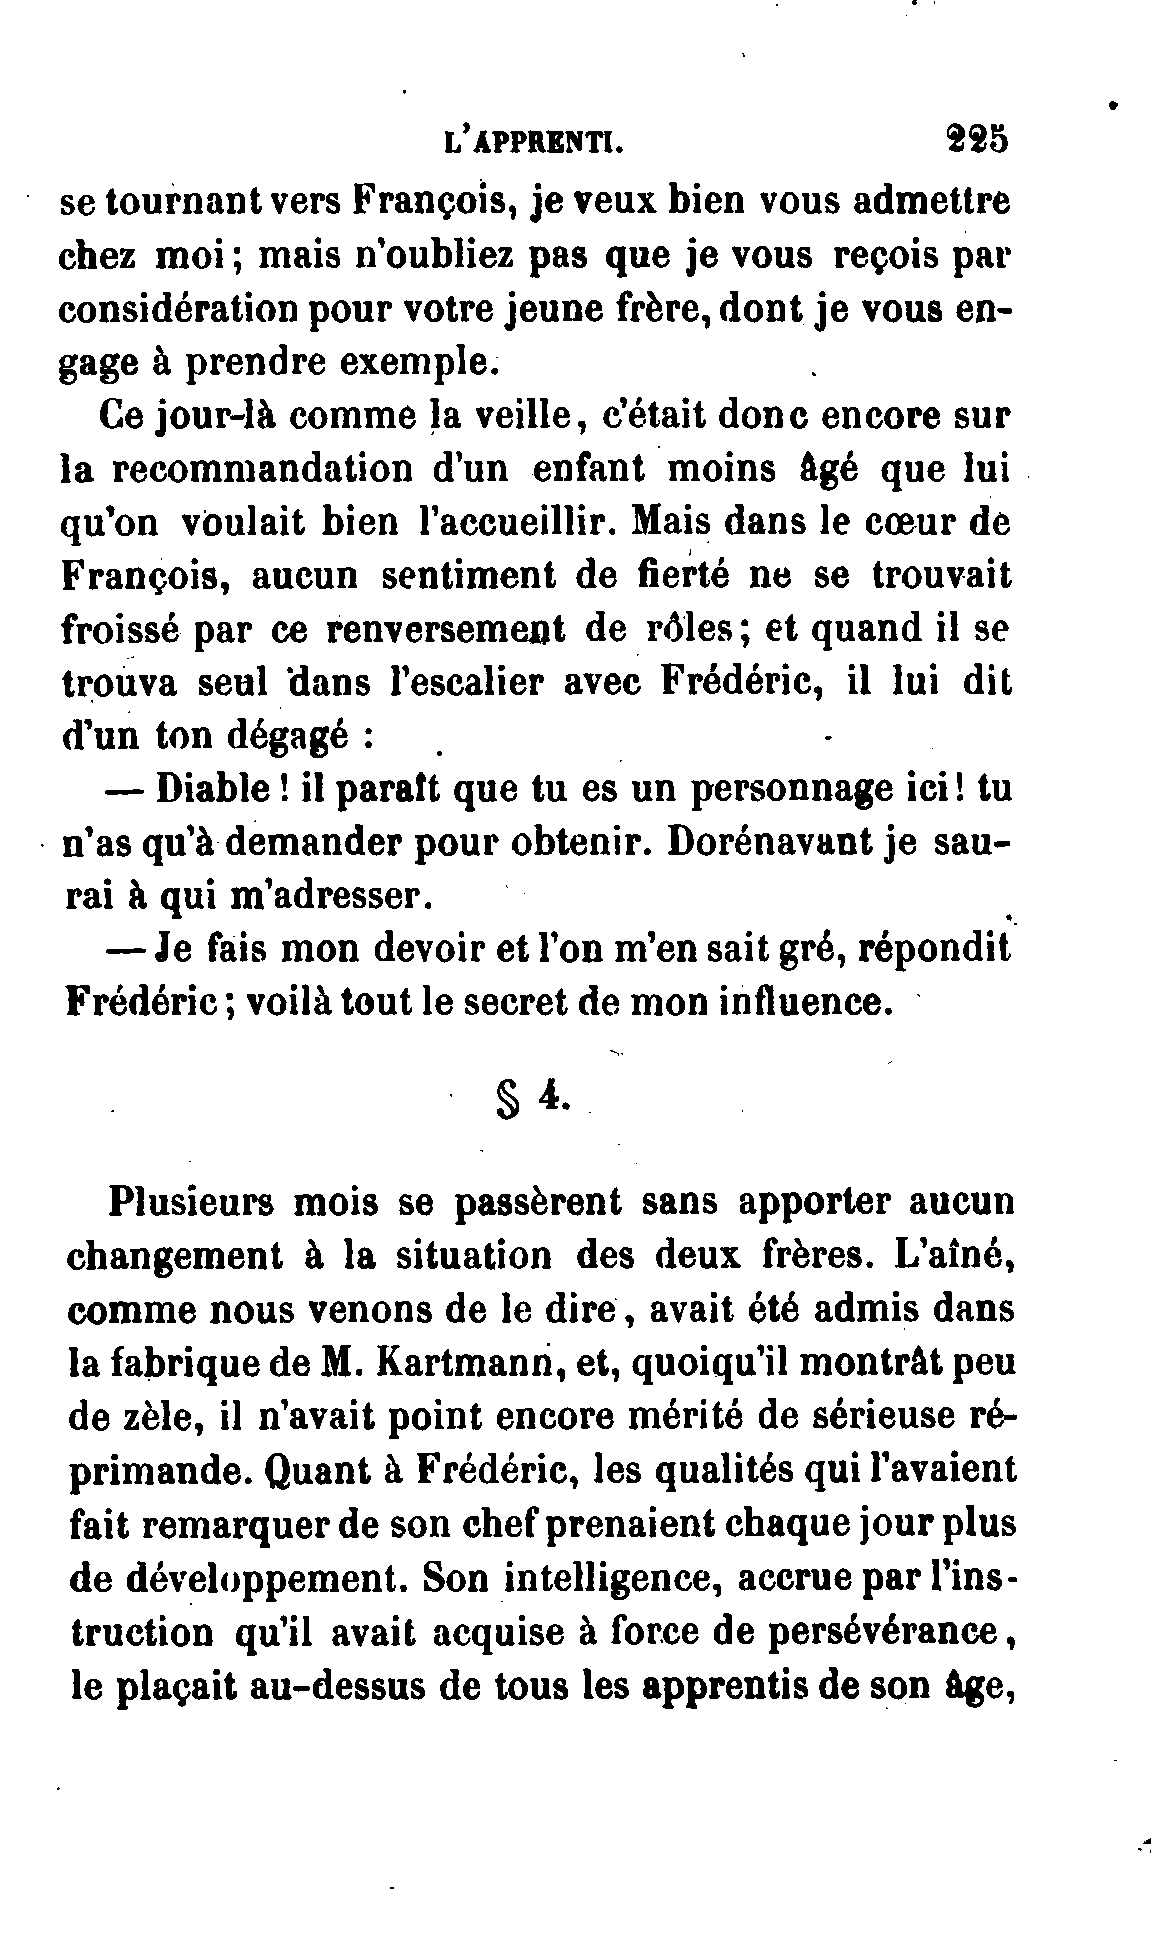 L'APPRENTI. 225
se tournant vers François, je veux bien vous admettre
chez moi; mais n'oubliez pas que je vous reçois par
considération pour votre jeune frère, dont je vous en-
gage à prendre exemple.
Ce jour-là comme la veille, c'était donc encore sur
la recommandation d'un enfant moins âgé que lui
qu'on voulait bien l'accueillir. Mais dans le cœur de
François, aucun sentiment de fierté ne se trouvait
froissé par ce renversement de rôles; et quand il se
trouva seul dans l'escalier avec Frédéric, il lui dit
d'un ton dégagé :
— Diable ! il paraît que tu es un personnage ici! tu
n'as qu'à demander pour obtenir. Dorénavant je sau-
rai à qui m'adresser.
— Je fais mon devoir et l'on m'en sait gré, répondit
Frédéric; voilà tout le secret de mon influence.
§ 4.
Plusieurs mois se passèrent sans apporter aucun
changement à la situation des deux frères. L'aîné,
comme nous venons de le dire, avait été admis dans
la fabrique de M. Kartmann, et, quoiqu'il montrât peu
de zèle, il n'avait point encore mérité de sérieuse ré-
primande. Quant à Frédéric, les qualités qui l'avaient
fait remarquer de son chef prenaient chaque jour plus
de développement. Son intelligence, accrue par l'ins-
truction qu'il avait acquise à force de persévérance,
le plaçait au-dessus de tous les apprentis de son âge,